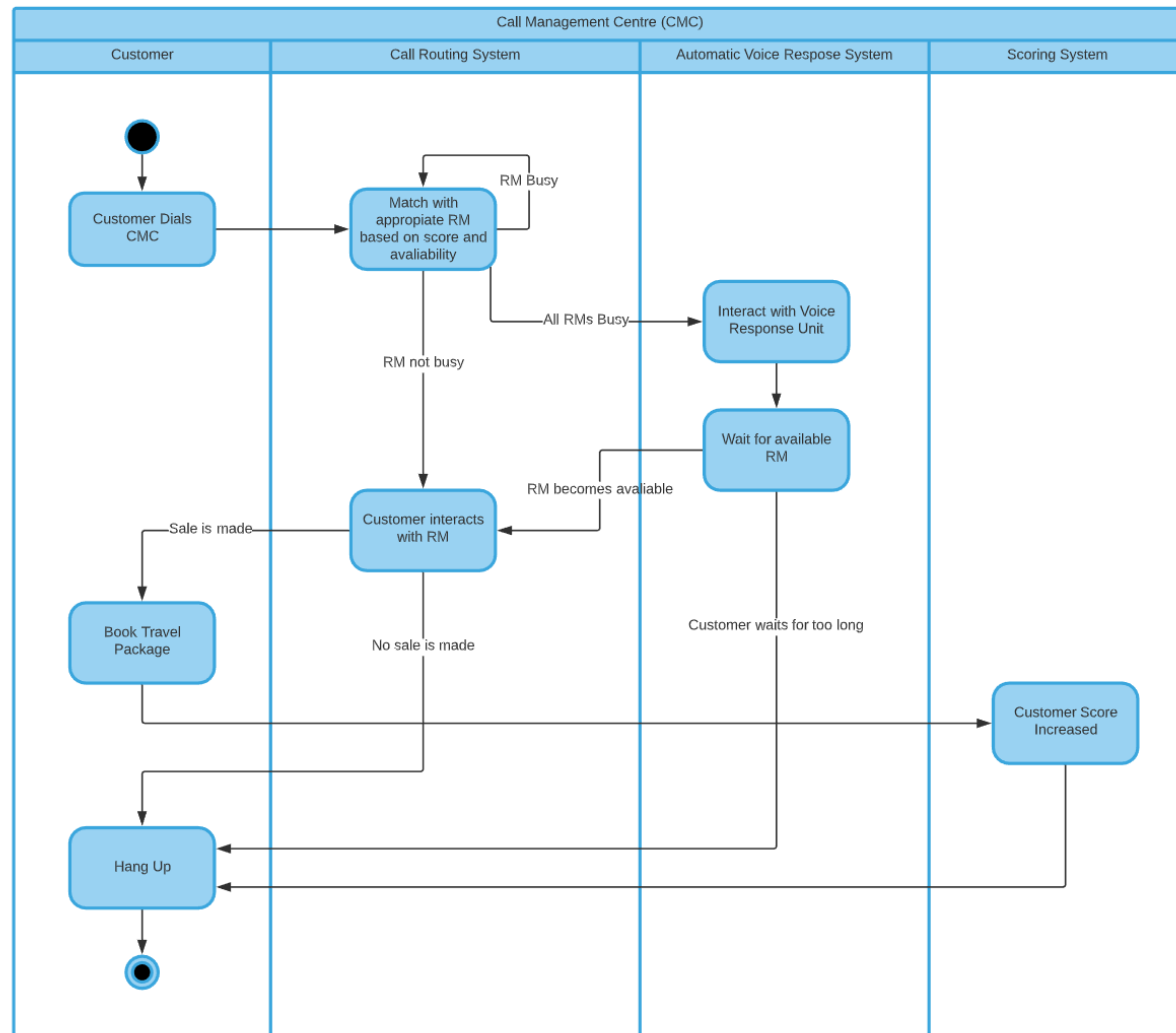 Call Management Centre (CMC)
Customer
Call Routing System
Automatic Voice Respose System
Scoring System
RM Busy
Customer Dials
CMC
Match with
appropiate RM
based on score and
avaliability
Interact with Voice
Response Unit
All RMs Busy
RM not busy
Wait for available
RM
RM becomes avaliable
Customer interacts
with RM
Sale is made
Book Travel
Package
No sale is made
Customer waits for too long
Customer Score
Increased
Hang Up